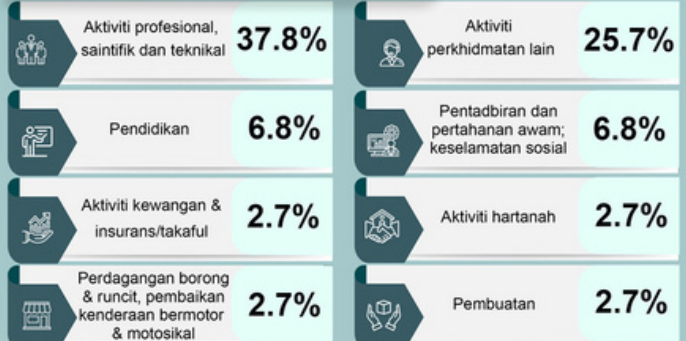 Aktiviti profesional,
saintifik dan teknikal
37.8%
Aktiviti
perkhidmatan lain
25.7%
Pendidikan
6.8%
Pentadbiran dan
pertahanan awam;
keselamatan sosial
6.8%
Aktiviti kewangan &
insurans/takaful
2.7%
Aktiviti hartanah
2.7%
Perdagangan borong
& runcit, pembaikan
kenderaan bermotor
& motosikal
2.7%
Pembuatan
2.7%